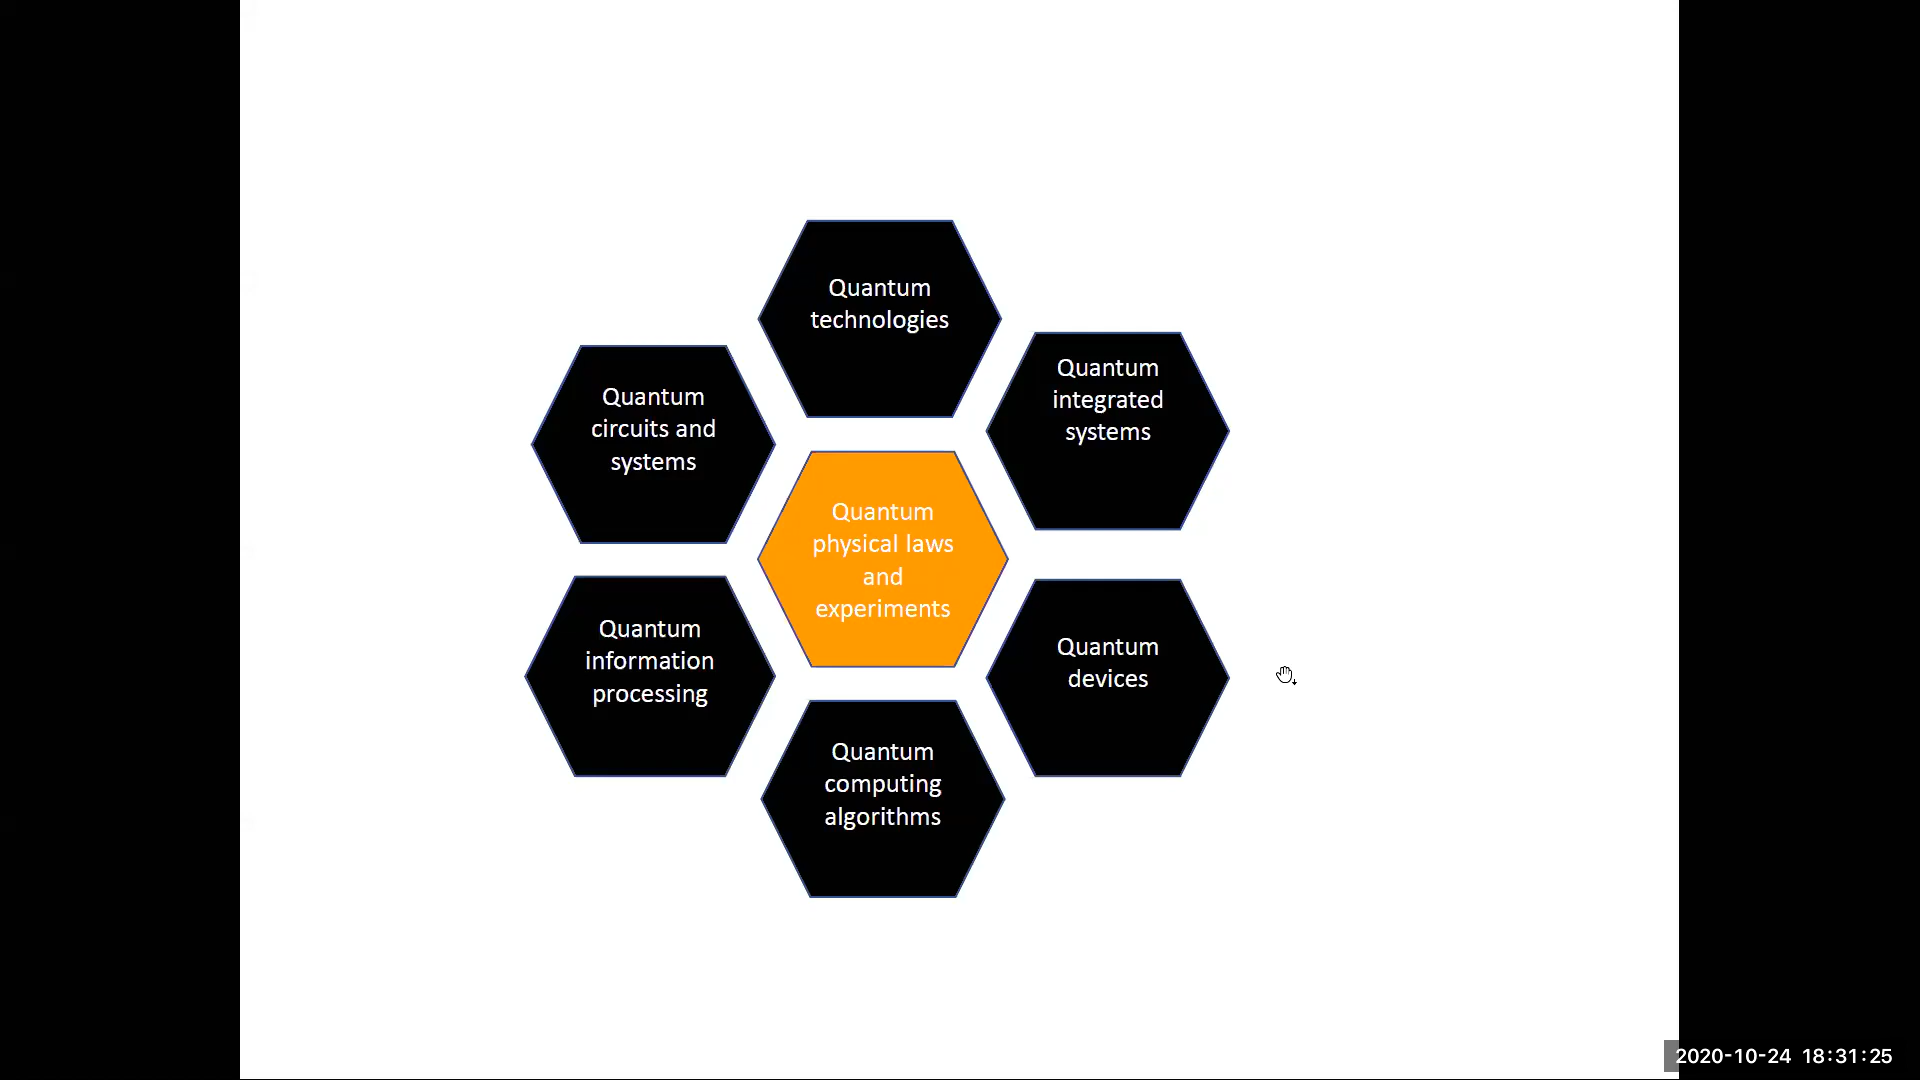 Quantum
technologies
Quantum
integrated
systems
Quantum
circuits and
systems
Quantum
physical laws
and
experiments
Quantum
information
processing
Quantum
devices
Quantum
computing
algorithms
2020-10-24 18:31:25